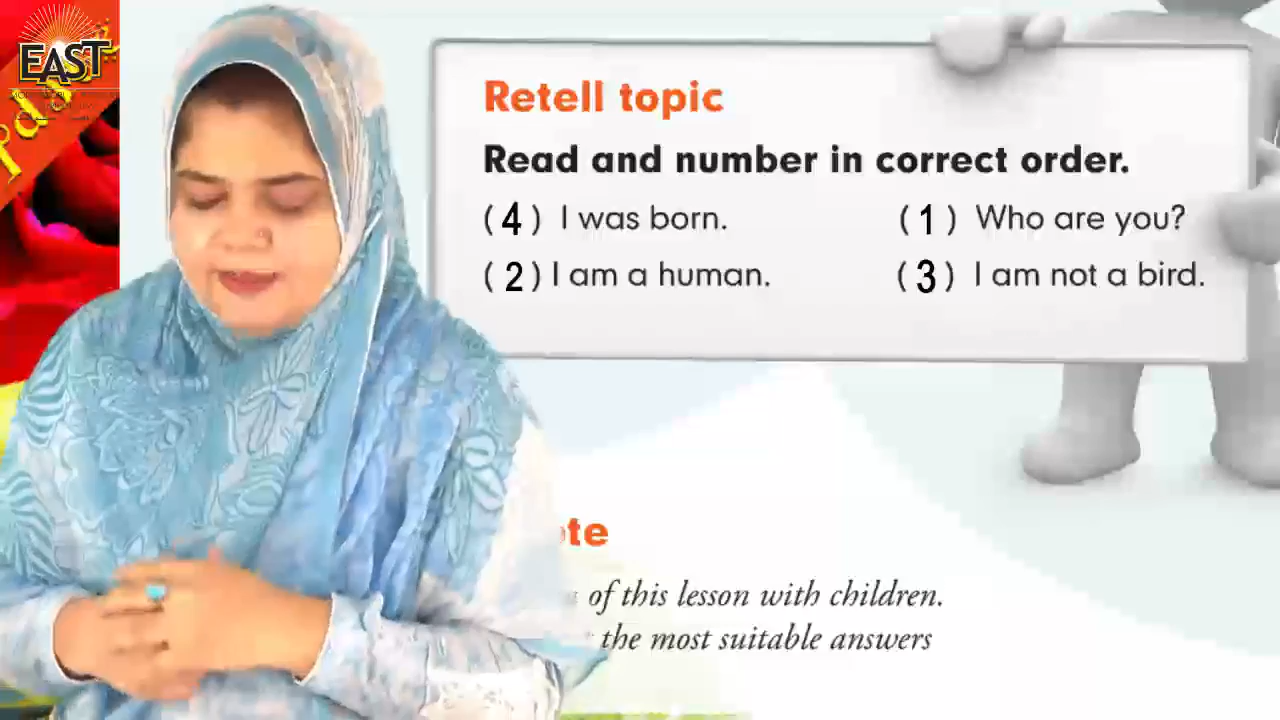 EAST
Retell topic
Read and number in correct order.
( 4 ) I was born.
( 1 ) Who are you?
( 2 ) I am a human.
( 3 ) I am not a bird.
of this lesson with children.
the most suitable answers